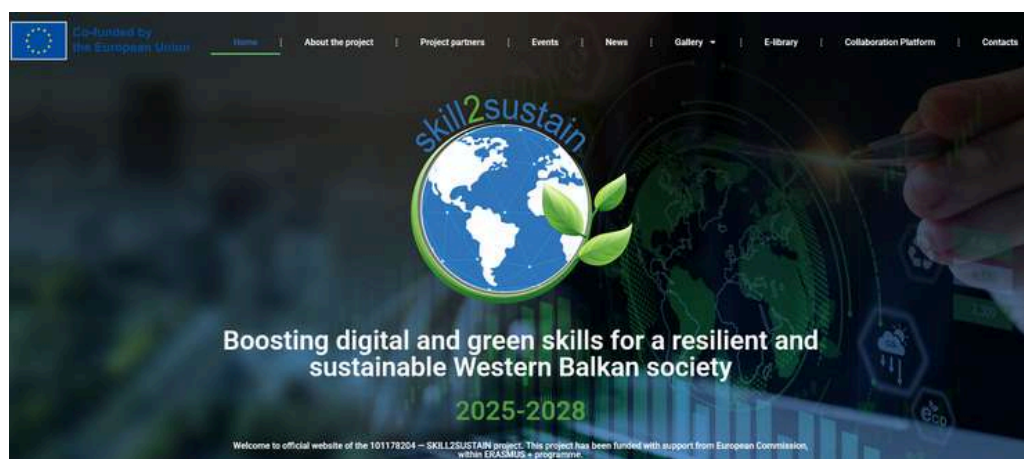 Co-funded by
the European Union
Home
About the project
Project partners
Events
News
Gallery
E-library
Collaboration Platform
Contacts
skill2sustain
Boosting digital and green skills for a resilient and
sustainable Western Balkan society
2025-2028
Welcome to official website of the 101178204 — SKILL2SUSTAIN project. This project has been funded with support from European Commission,
within ERASMUS + programme.
eco